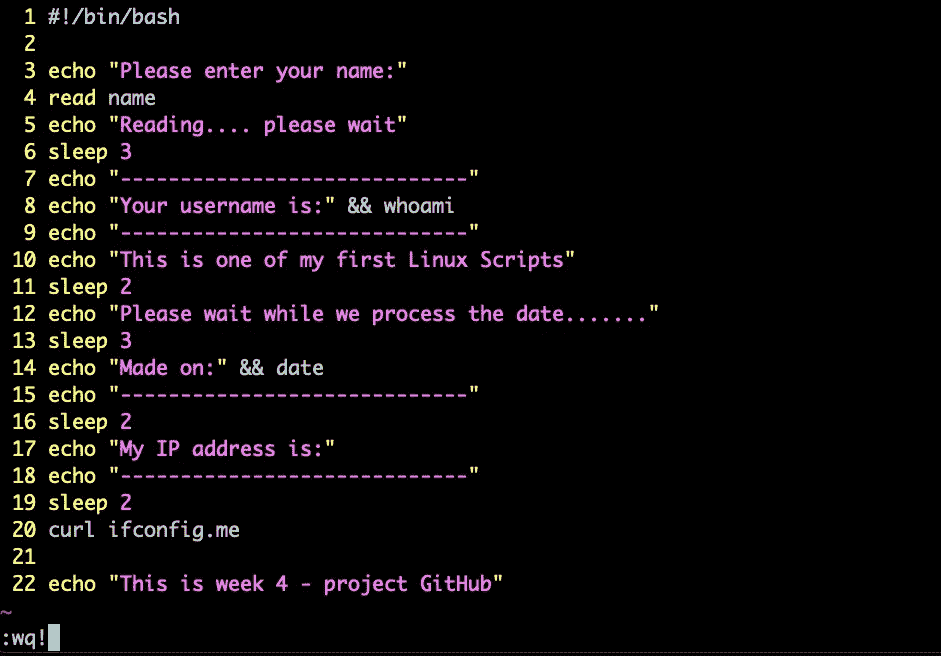 1 #!/bin/bash
2
3 echo "Please enter your name:"
4 read name
5 echo "Reading.... please wait"
6 sleep 3
7 echo "-----------------------------"
8 echo "Your username is:" && whoami
9 echo "-----------------------------"
10 echo "This is one of my first Linux Scripts"
11 sleep 2
12 echo "Please wait while we process the date......."
13 sleep 3
14 echo "Made on:" && date
15 echo "-----------------------------"
16 sleep 2
17 echo "My IP address is:"
18 echo "-----------------------------"
19 sleep 2
20 curl ifconfig.me
21
22 echo "This is week 4 - project GitHub"
~
:wq!